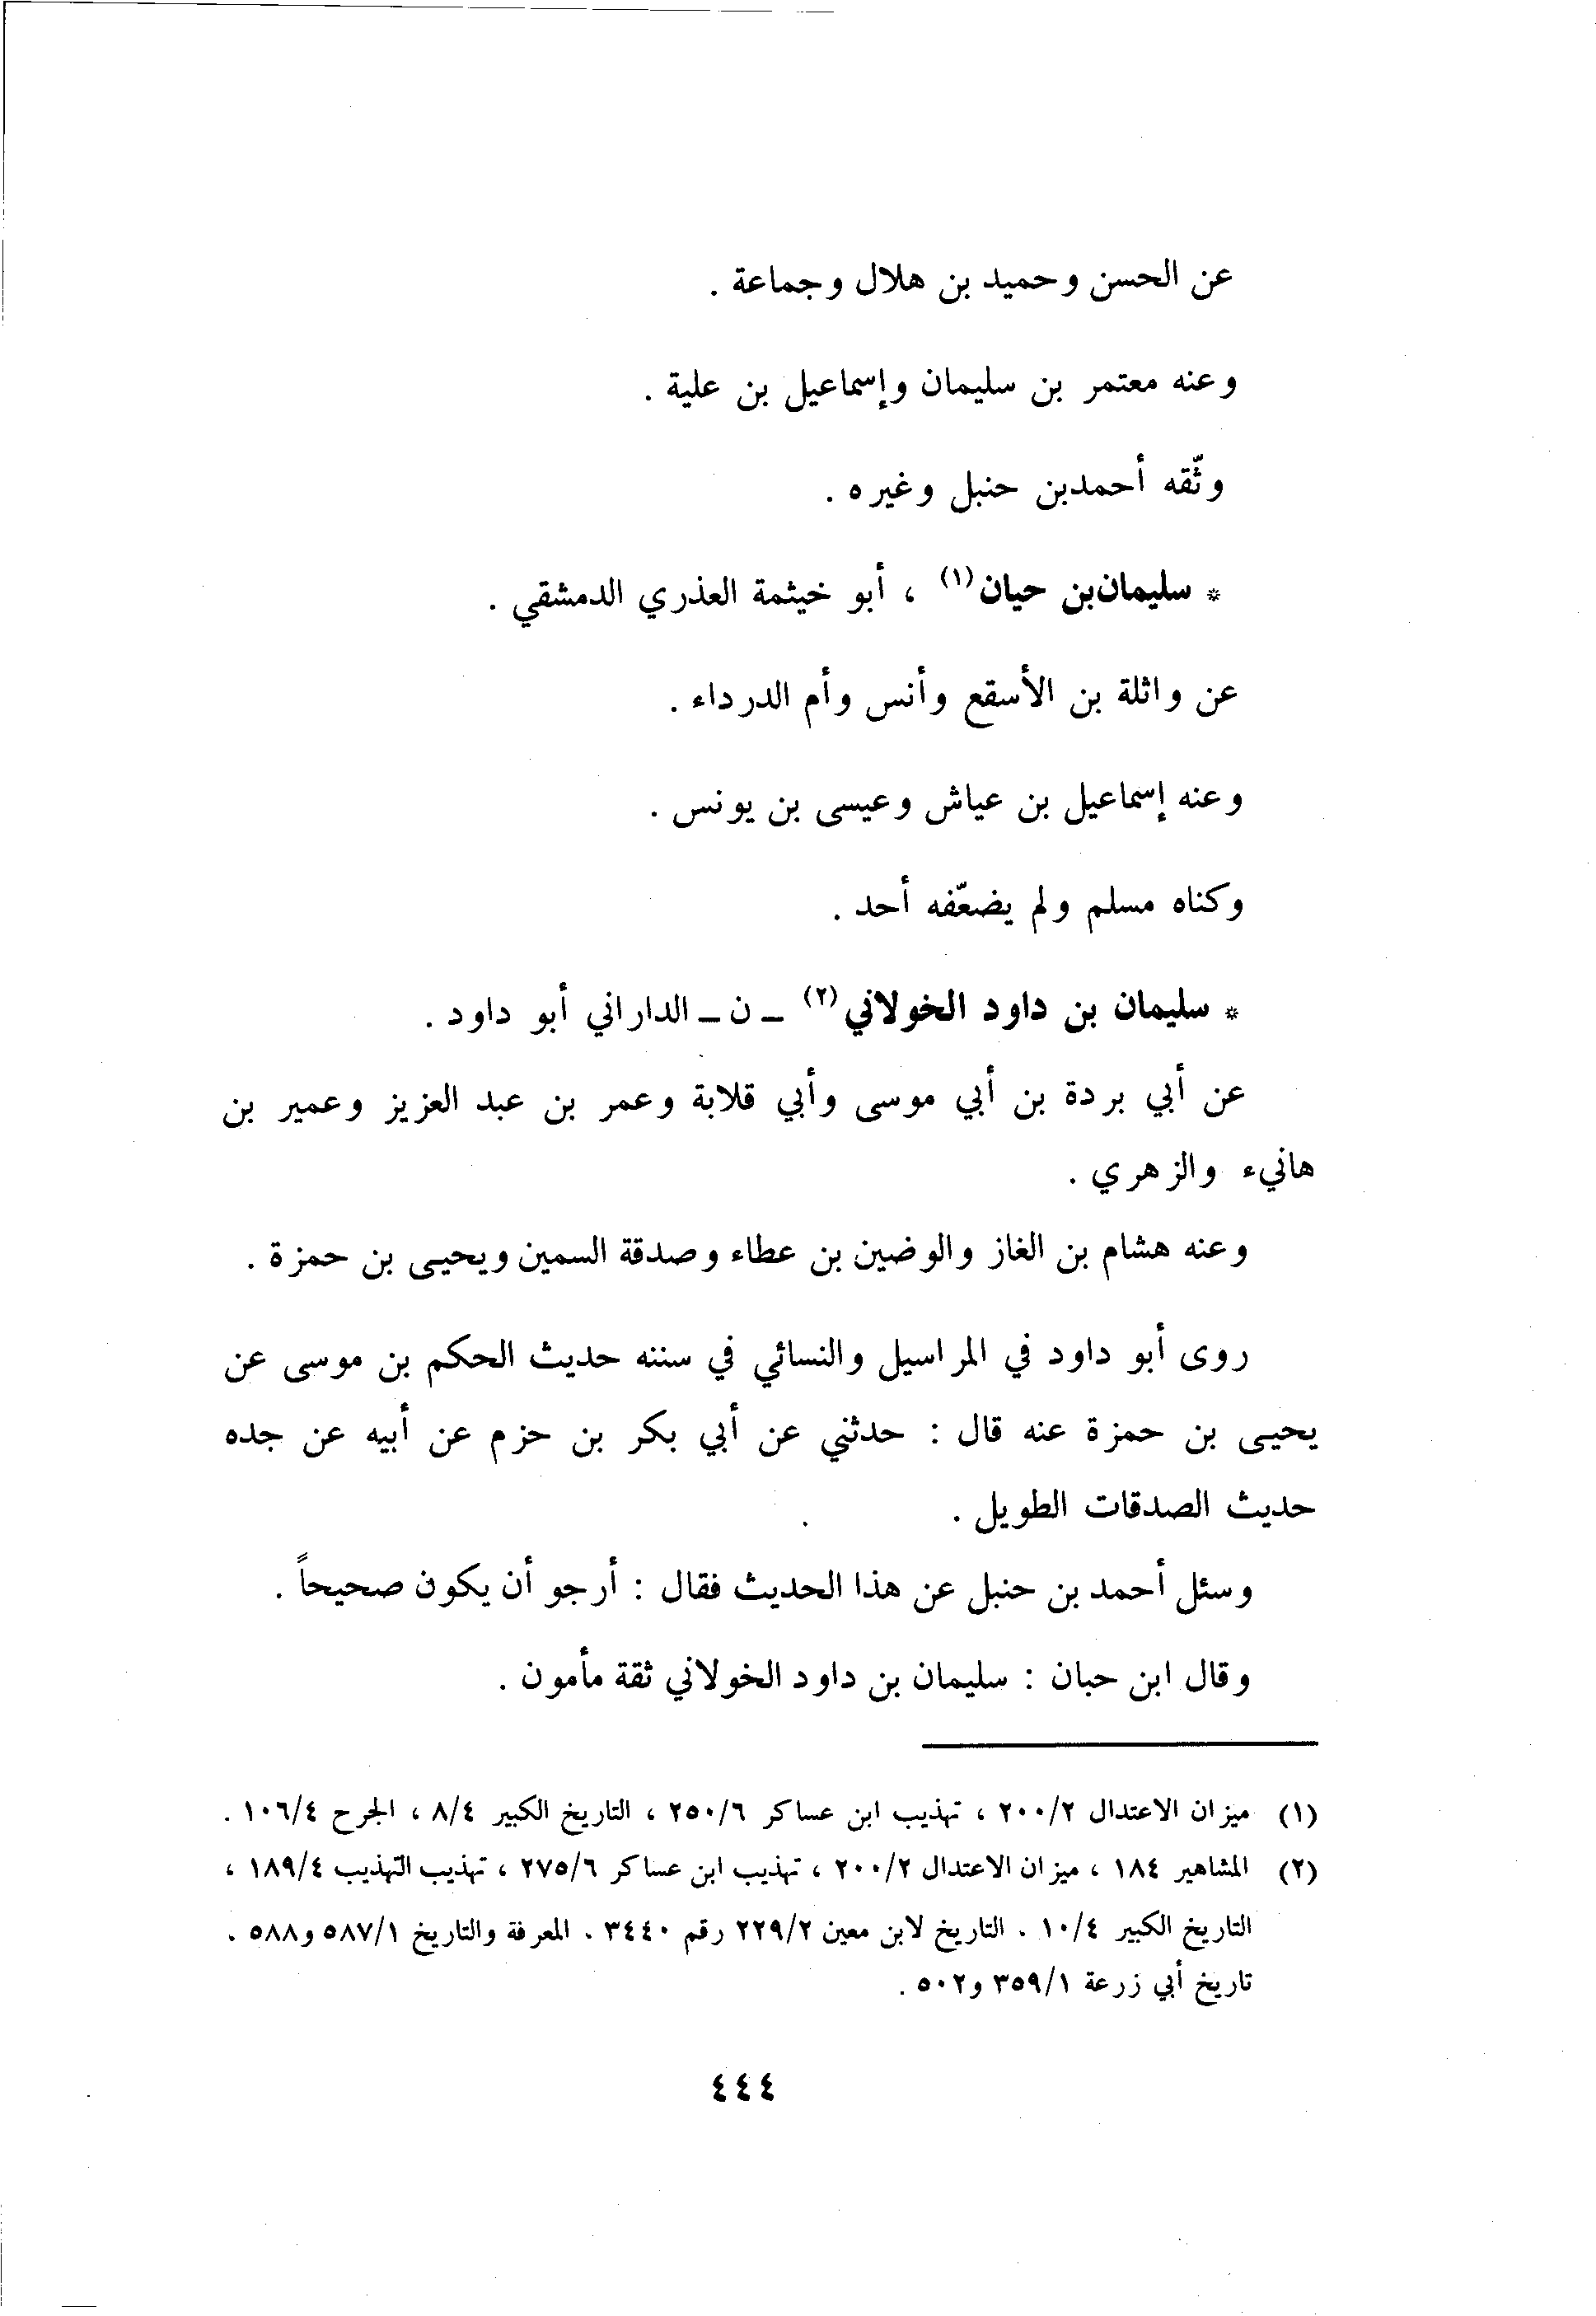 عن الحسن وحميد بن هلال وجماعة .
وعنه معتمر بن سليمان وإسماعيل بن علية .
وثّقه أحمدبن حنبل وغيره .
* سليمان‌بن حيان(١) ، أبو خيثمة العذري الدمشقي .
عن واثلة بن الأسقع وأنس وأم الدرداء .
وعنه إسماعيل بن عياش وعيسى بن يونس .
وكناه مسلم ولم يضعّفه أحد .
* سليمان بن داود الخولاني(٢) ـ ن ـ الداراني أبو داود .
عن أبي بردة بن أبي موسى وأبي قلابة وعمر بن عبد العزيز وعمير بن
هانيء والزهري .
وعنه هشام بن الغاز والوضين بن عطاء وصدقة السمين ويحيى بن حمزة .
روى أبو داود في المراسيل والنسائي في سننه حديث الحكم بن موسى عن
يحيى بن حمزة عنه قال : حدثني عن أبي بكر بن حزم عن أبيه عن جده
حديث الصدقات الطويل .
وسئل أحمد بن حنبل عن هذا الحديث فقال : أرجو أن يكون صحيحاً .
وقال ابن حبان : سليمان بن داود الخولاني ثقة مأمون .
(١) ميزان الاعتدال ٢٠٠/٢ ، تهذيب ابن عساكر ٢٥٠/٦ ، التاريخ الكبير ٨/٤ ، الجرح ١٠٦/٤ .
(٢) المشاهير ١٨٤ ، ميزان الاعتدال ٢٠٠/٢ ، تهذيب ابن عساكر ٢٧٥/٦ ، تهذيب التهذيب ١٨٩/٤ ،
التاريخ الكبير ١٠/٤ . التاريخ لابن معين ٢٢٩/٢ رقم ٣٤٤٠ . المعرفة والتاريخ ٥٨٧/١ و٥٨٨ .
تاريخ أبي زرعة ٣٥٩/١ و٥٠٢ .
٤٤٤